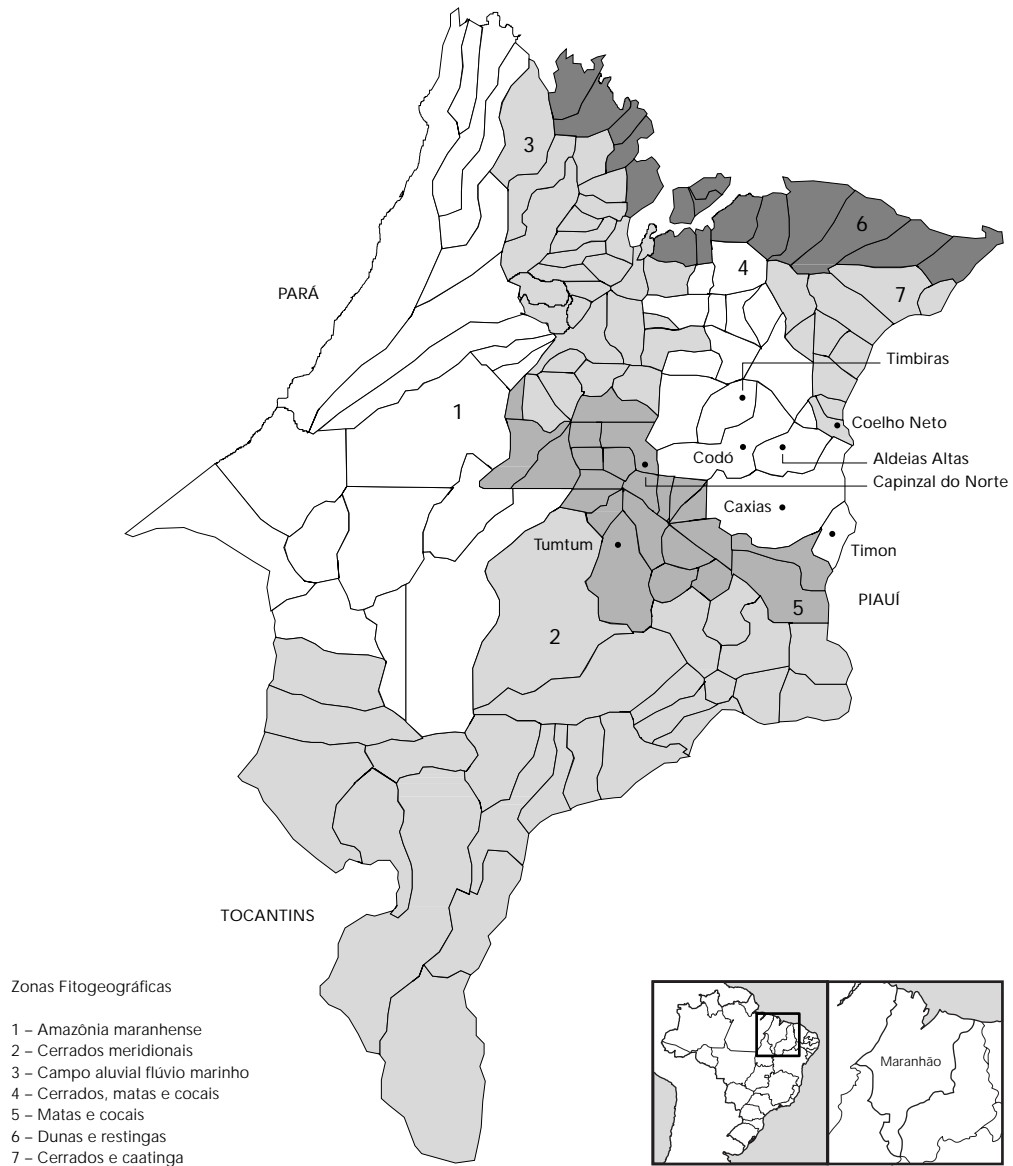 3
6
4
7
PARÁ
Timbiras
1
Coelho Neto
Codó
Aldeias Altas
Capinzal do Norte
Caxias
Tumtum
Timon
5
PIAUÍ
2
TOCANTINS
Zonas Fitogeográficas
1 – Amazônia maranhense
2 – Cerrados meridionais
3 – Campo aluvial flúvio marinho
4 – Cerrados, matas e cocais
5 – Matas e cocais
6 – Dunas e restingas
7 – Cerrados e caatinga
Maranhão